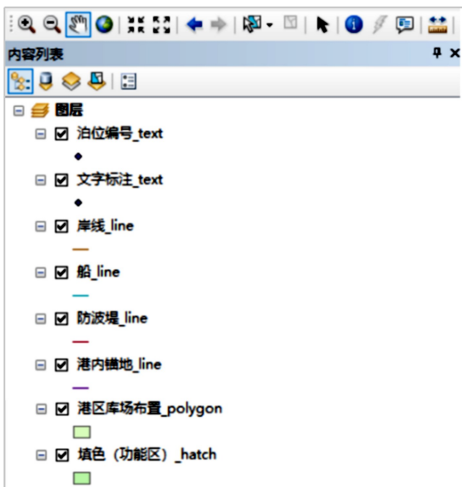 内容列表
图层
泊位编号_text
文字标注_text
岸线_line
船_line
防波堤_line
港内锚地_line
港区库场布置_polygon
填色（功能区）_hatch